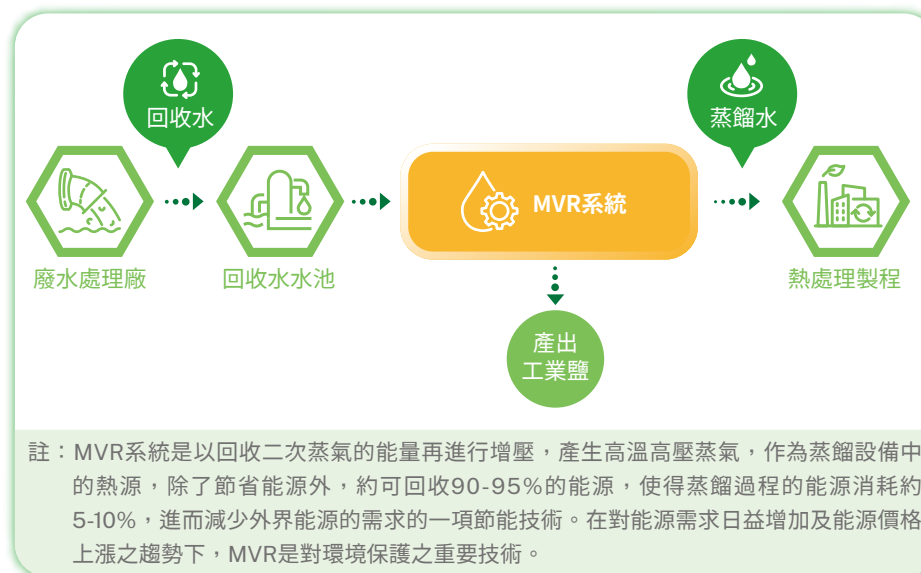 回收水
蒸餾水
MVR系統
廢水處理廠
回收水水池
熱處理製程
產出
工業鹽
註：MVR系統是以回收二次蒸氣的能量再進行增壓，產生高溫高壓蒸氣，作為蒸餾設備中
的熱源，除了節省能源外，約可回收90-95%的能源，使得蒸餾過程的能源消耗約
5-10%，進而減少外界能源的需求的一項節能技術。在對能源需求日益增加及能源價格
上漲之趨勢下，MVR是對環境保護之重要技術。